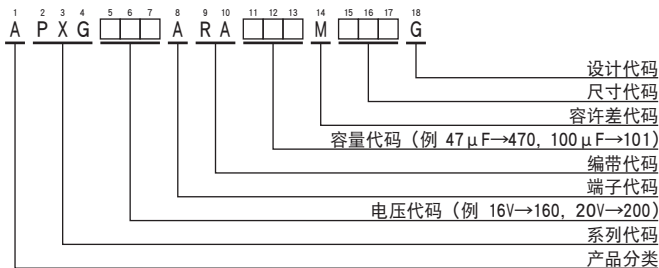 1 2 3 4 5 6 7 8 9 10 11 12 13 14 15 16 17 18
A P X G □□□ A R A □□□ M □□□ G
设计代码
尺寸代码
容许差代码
容量代码（例 47μF→470, 100μF→101）
编带代码
端子代码
电压代码（例 16V→160, 20V→200）
系列代码
产品分类